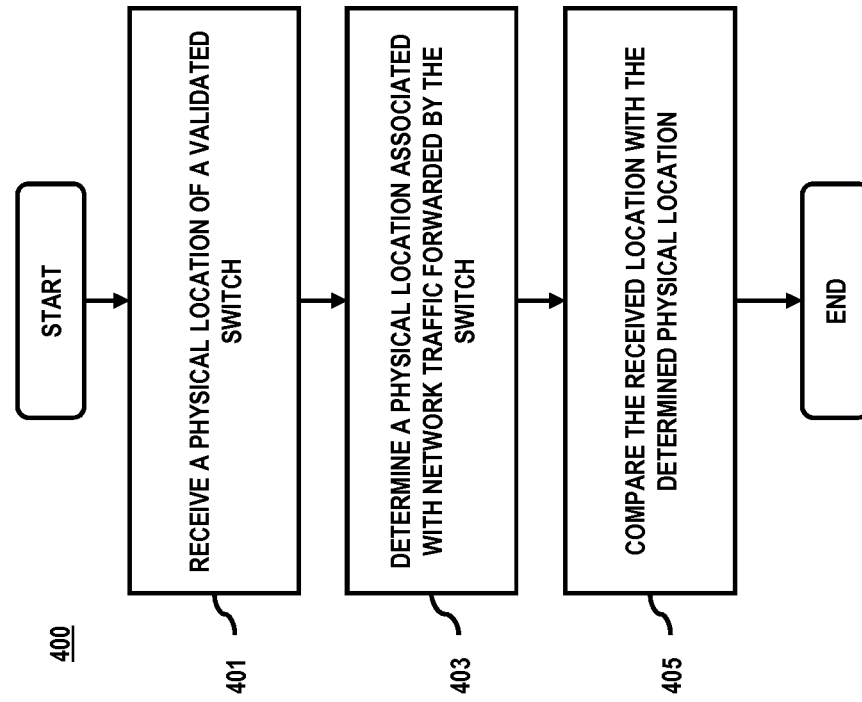 400
START
401
RECEIVE A PHYSICAL LOCATION OF A VALIDATED
SWITCH
403
DETERMINE A PHYSICAL LOCATION ASSOCIATED
WITH NETWORK TRAFFIC FORWARDED BY THE
SWITCH
405
COMPARE THE RECEIVED LOCATION WITH THE
DETERMINED PHYSICAL LOCATION
END